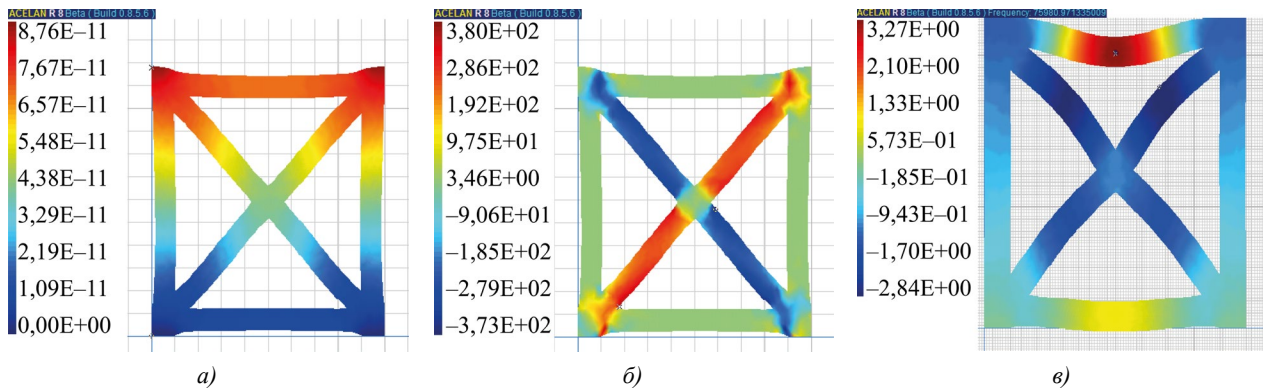 ACELAN R 8 Beta ( Build 0.8.5.6 )
8,76E–11
7,67E–11
6,57E–11
5,48E–11
4,38E–11
3,29E–11
2,19E–11
1,09E–11
0,00E+00
а)
ACELAN R 8 Beta ( Build 0.8.5.6 )
3,80E+02
2,86E+02
1,92E+02
9,75E+01
3,46E+00
–9,06E+01
–1,85E+02
–2,79E+02
–3,73E+02
б)
ACELAN R 8 Beta ( Build 0.8.5.6 ) Frequency: 75980.971335009
3,27E+00
2,10E+00
1,33E+00
5,73E–01
–1,85E–01
–9,43E–01
–1,70E+00
–2,84E+00
в)